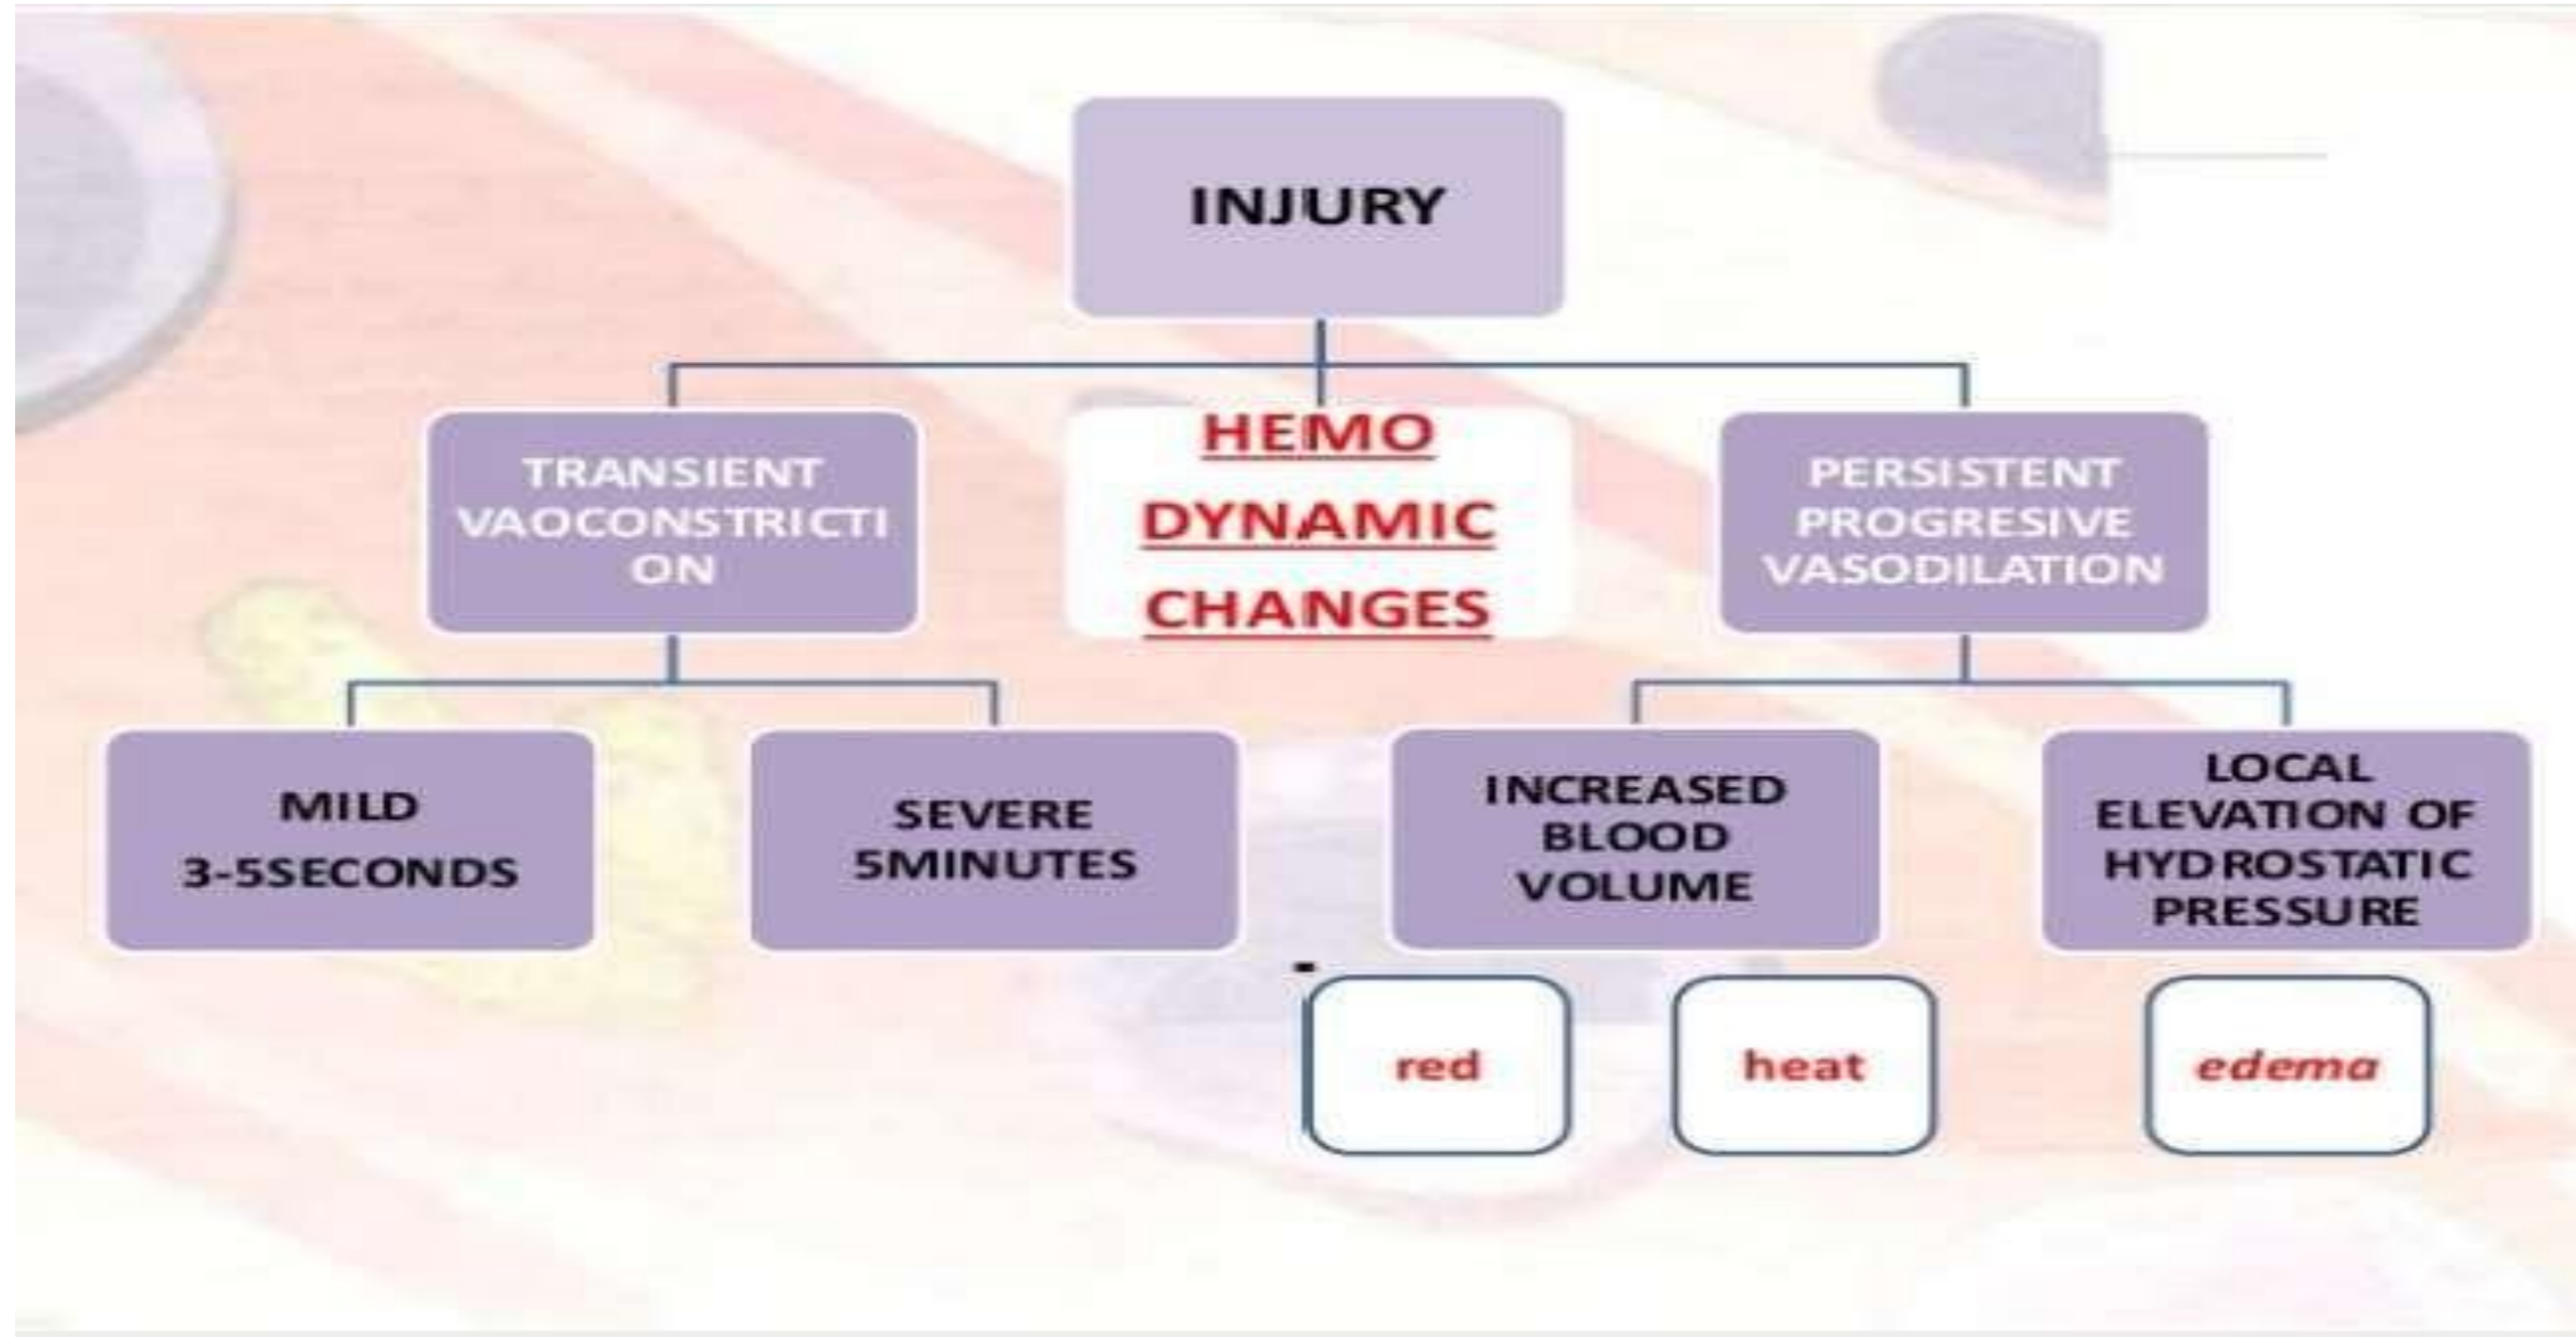 INJURY
TRANSIENT
VAOCONSTRICTI
ON
HEMO
DYNAMIC
CHANGES
PERSISTENT
PROGRESIVE
VASODILATION
MILD
3-5SECONDS
SEVERE
5MINUTES
INCREASED
BLOOD
VOLUME
LOCAL
ELEVATION OF
HYDROSTATIC
PRESSURE
red
heat
edema